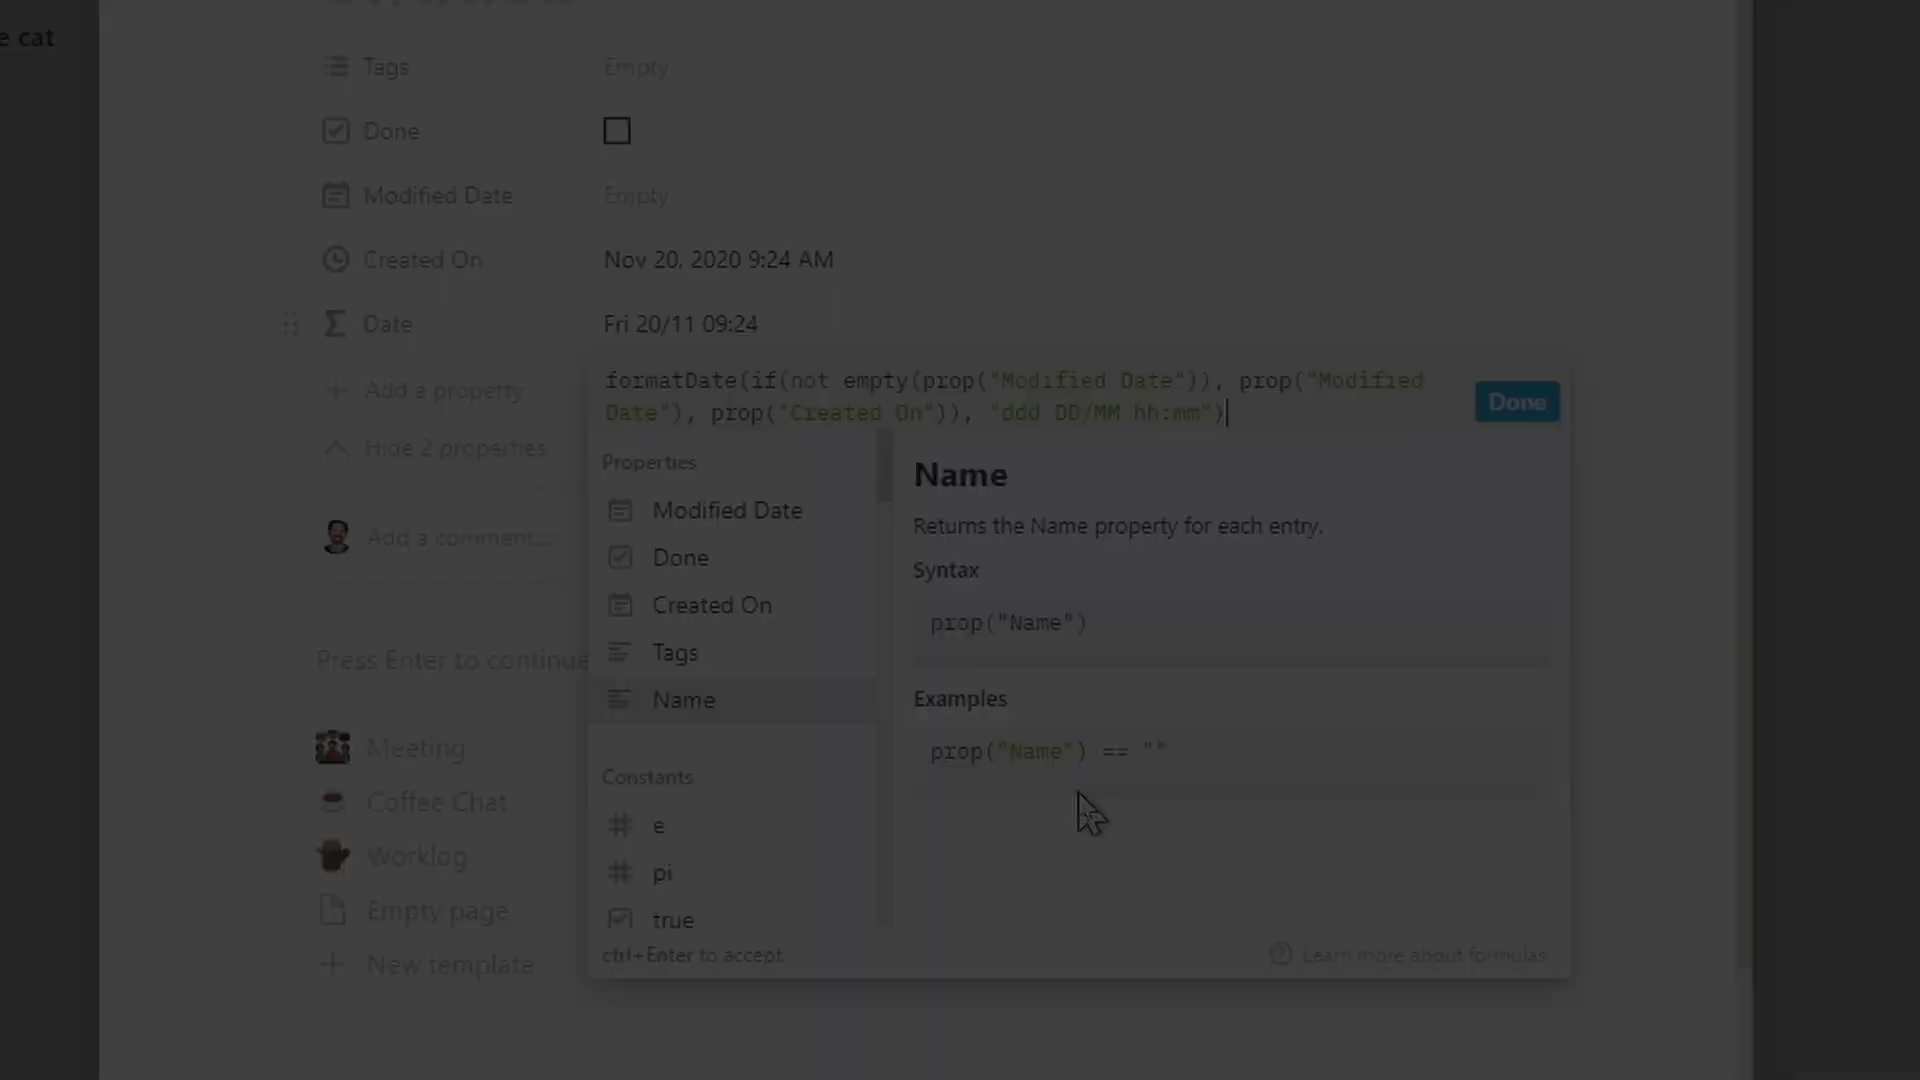 e cat
Tags Empty
Done
Modified Date Empty
Created On Nov 20, 2020 9:24 AM
Date Fri 20/11 09:24
Add a property
Hide 2 properties
Add a comment...
Press Enter to continue
Meeting
Coffee Chat
Worklog
Empty page
New template
formatDate(if(not empty(prop("Modified Date")), prop("Modified
Date"), prop("Created On")), "ddd DD/MM hh:mm")
Done
Properties
Modified Date
Done
Created On
Tags
Name
Constants
e
pi
true
ctrl+Enter to accept
Name
Returns the Name property for each entry.
Syntax
prop("Name")
Examples
prop("Name") == ""
Learn more about formulas